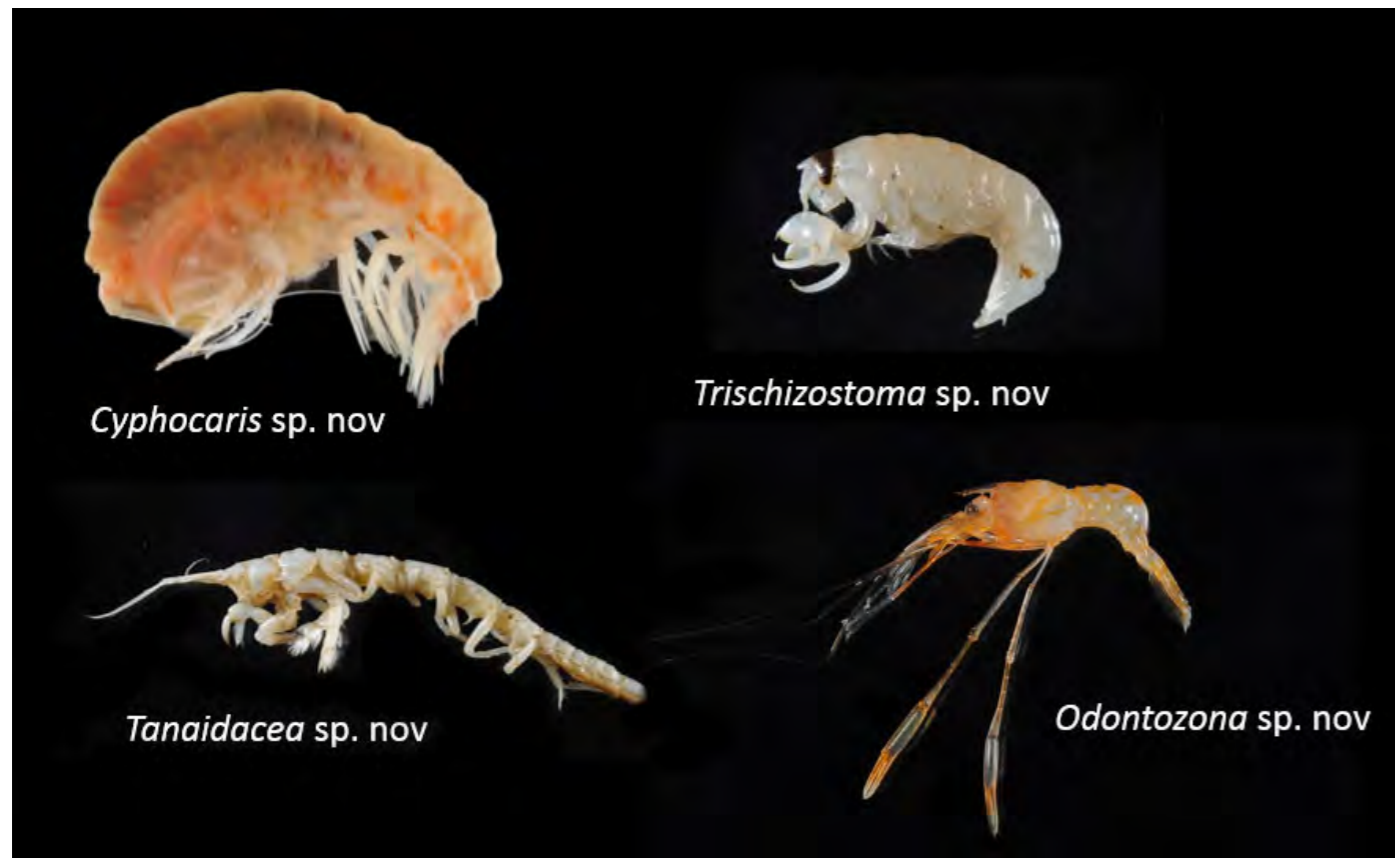 Cyphocaris sp. nov
Trischizostoma sp. nov
Tanaidacea sp. nov
Odontozona sp. nov